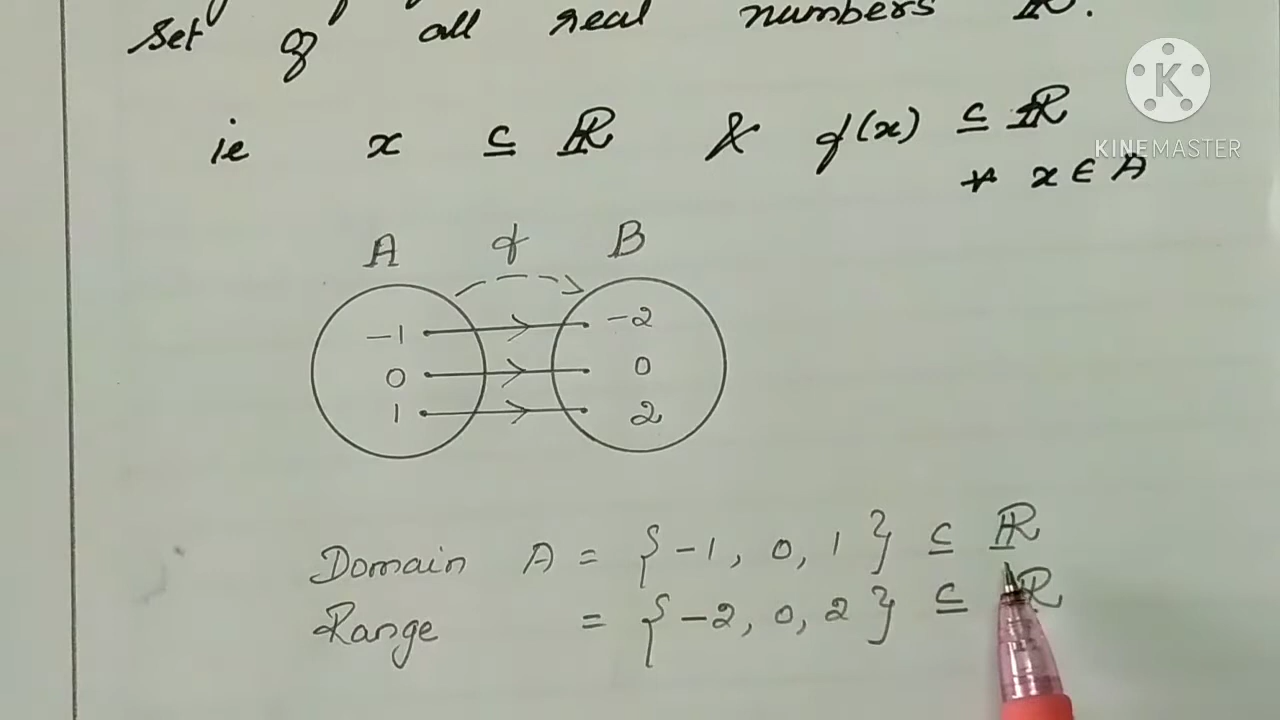 set of all real numbers ℝ.
ie x ⊆ ℝ & f(x) ⊆ ℝ
∀ x ∈ A
K
KINEMASTER
A f B
-1 -2
0 0
1 2
Domain A = {-1, 0, 1} ⊆ ℝ
Range = {-2, 0, 2} ⊆ ℝ